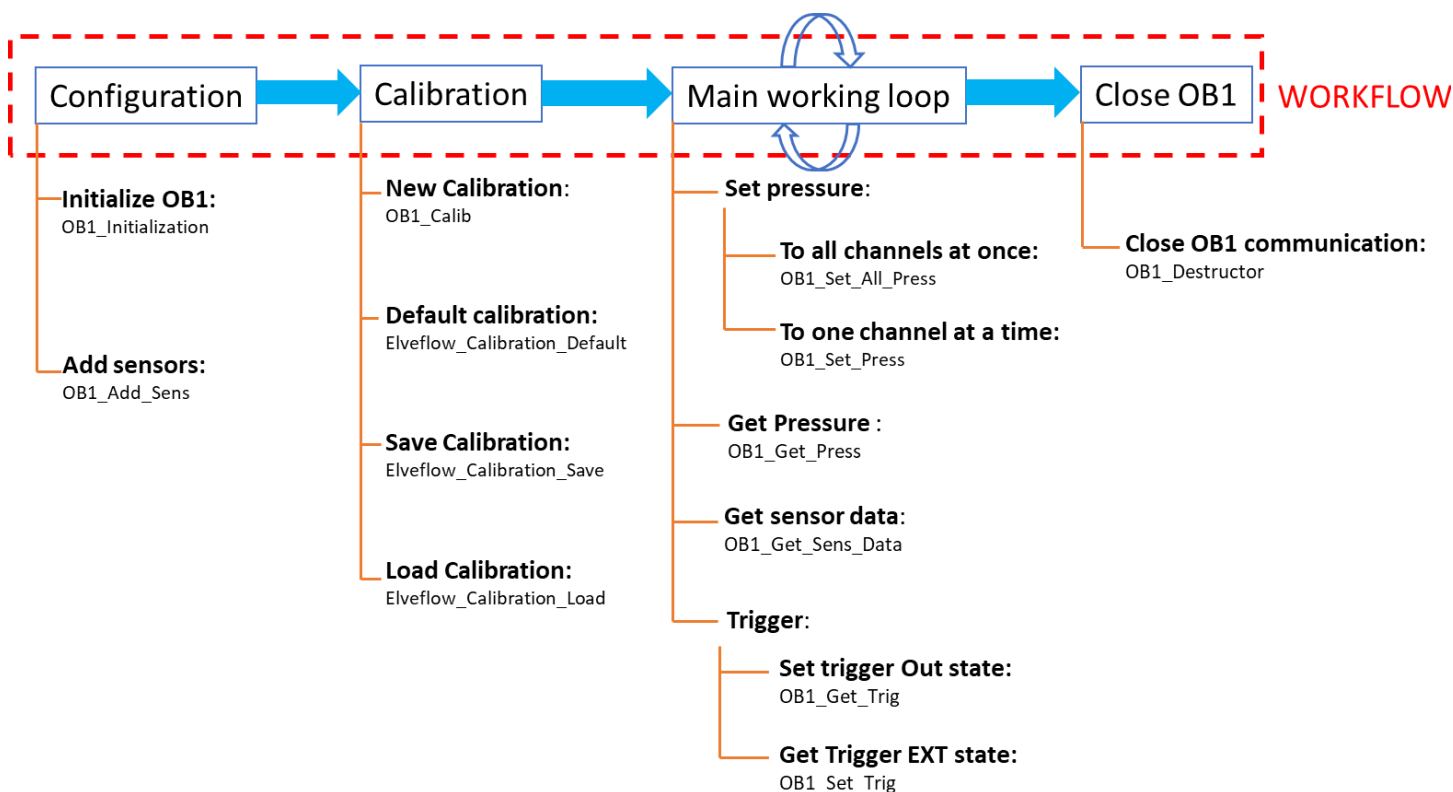 Configuration
Calibration
Main working loop
Close OB1
WORKFLOW
Initialize OB1:
OB1_Initialization
Add sensors:
OB1_Add_Sens
New Calibration:
OB1_Calib
Default calibration:
Elveflow_Calibration_Default
Save Calibration:
Elveflow_Calibration_Save
Load Calibration:
Elveflow_Calibration_Load
Set pressure:
To all channels at once:
OB1_Set_All_Press
To one channel at a time:
OB1_Set_Press
Get Pressure :
OB1_Get_Press
Get sensor data:
OB1_Get_Sens_Data
Trigger:
Set trigger Out state:
OB1_Get_Trig
Get Trigger EXT state:
OB1_Set_Trig
Close OB1 communication:
OB1_Destructor